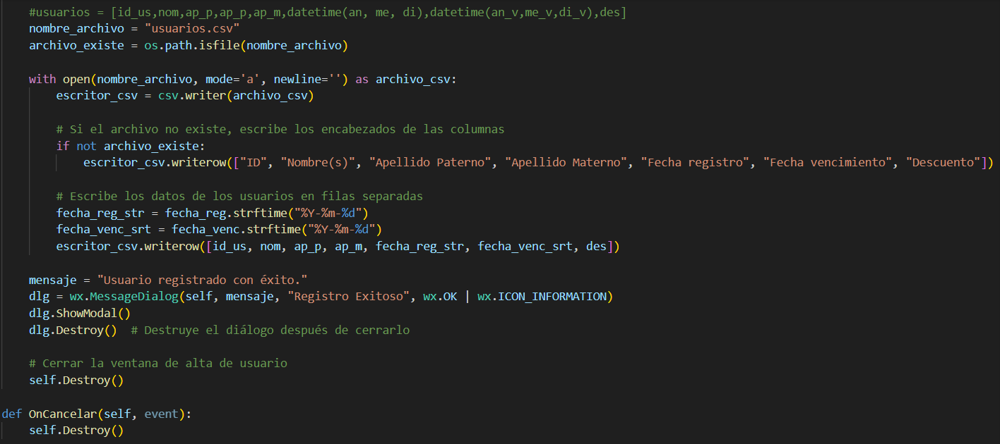 #usuarios = [id_us,nom,ap_p,ap_p,ap_m,datetime(an, me, di),datetime(an_v,me_v,di_v),des]
nombre_archivo = "usuarios.csv"
archivo_existe = os.path.isfile(nombre_archivo)
with open(nombre_archivo, mode='a', newline='') as archivo_csv:
escritor_csv = csv.writer(archivo_csv)
# Si el archivo no existe, escribe los encabezados de las columnas
if not archivo_existe:
escritor_csv.writerow(["ID", "Nombre(s)", "Apellido Paterno", "Apellido Materno", "Fecha registro", "Fecha vencimiento", "Descuento"])
# Escribe los datos de los usuarios en filas separadas
fecha_reg_str = fecha_reg.strftime("%Y-%m-%d")
fecha_venc_srt = fecha_venc.strftime("%Y-%m-%d")
escritor_csv.writerow([id_us, nom, ap_p, ap_m, fecha_reg_str, fecha_venc_srt, des])
mensaje = "Usuario registrado con éxito."
dlg = wx.MessageDialog(self, mensaje, "Registro Exitoso", wx.OK | wx.ICON_INFORMATION)
dlg.ShowModal()
dlg.Destroy()  # Destruye el diálogo después de cerrarlo
# Cerrar la ventana de alta de usuario
self.Destroy()
def OnCancelar(self, event):
self.Destroy()